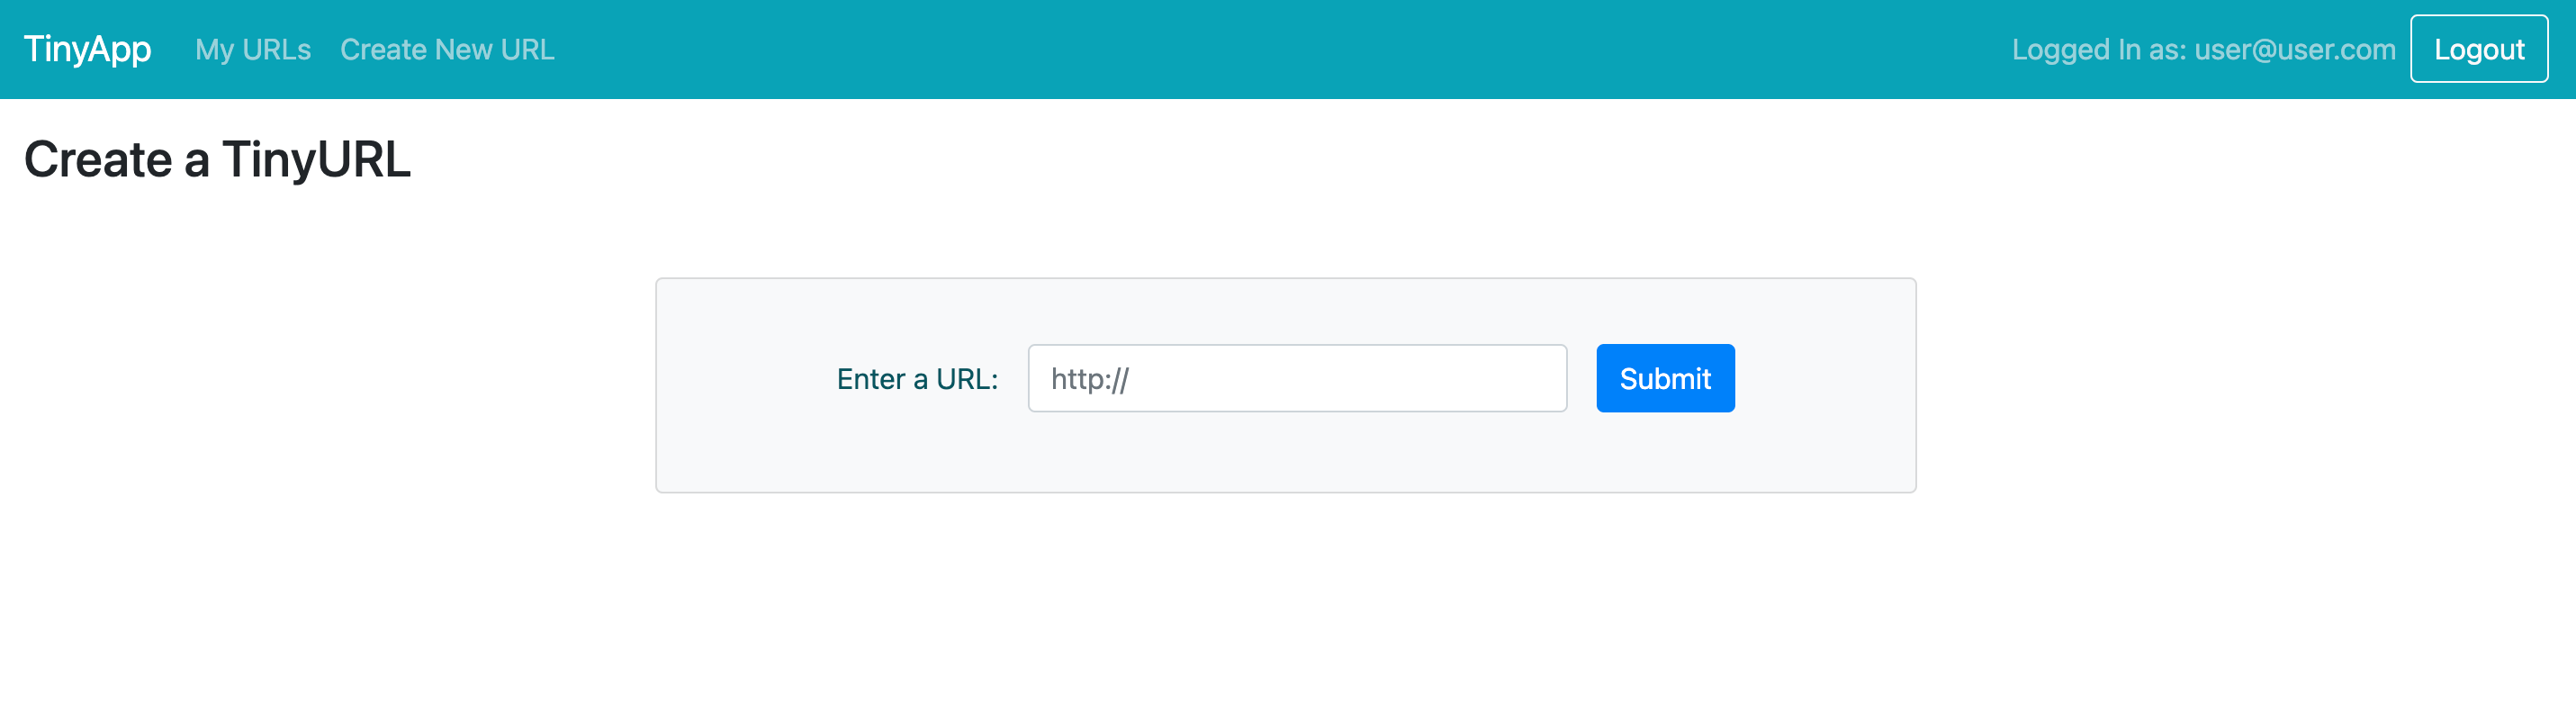 TinyApp My URLs Create New URL Logged In as: user@user.com Logout
Create a TinyURL
Enter a URL: http:// Submit